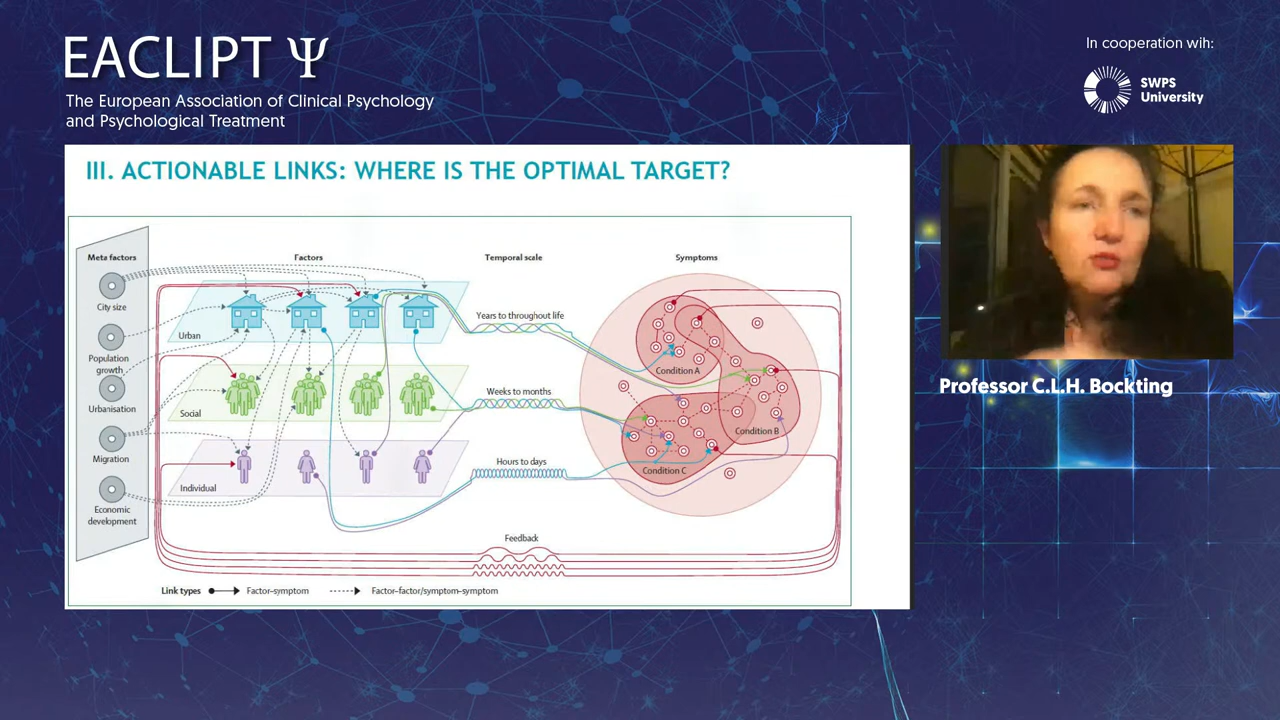 EACLIPT Ψ
The European Association of Clinical Psychology
and Psychological Treatment
In cooperation wih:
SWPS
University
III. ACTIONABLE LINKS: WHERE IS THE OPTIMAL TARGET?
Meta factors
Factors
Temporal scale
Symptoms
City size
Population
growth
Urbanisation
Migration
Economic
development
Urban
Social
Individual
Years to throughout life
Weeks to months
Hours to days
Condition A
Condition B
Condition C
Feedback
Link types
Factor–symptom
Factor–factor/symptom–symptom
Professor C.L.H. Bockting